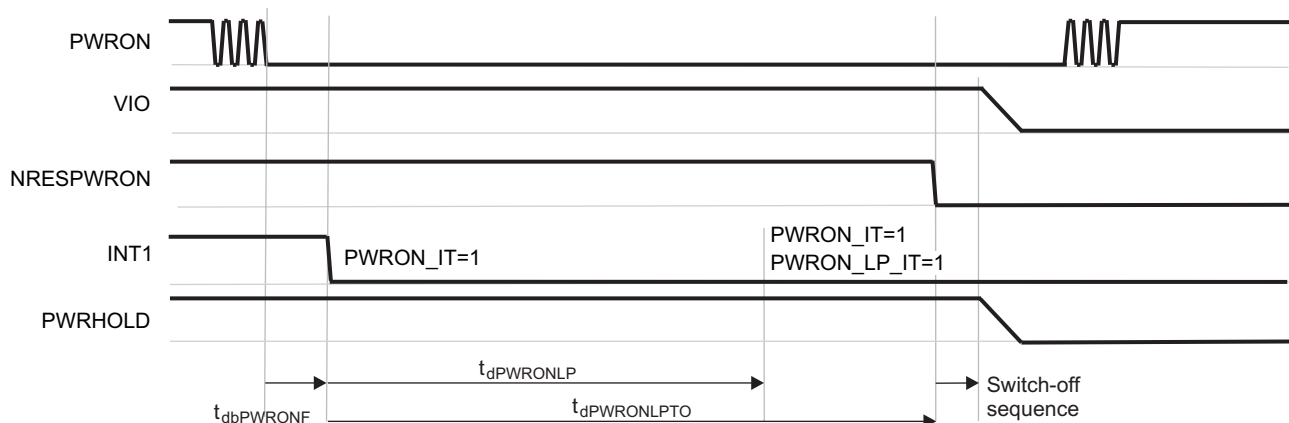 PWRON
VIO
NRESPWRON
INT1
PWRON_IT=1
PWRON_IT=1
PWRON_LP_IT=1
PWRHOLD
tdPWRONLP
tdbPWRONF
tdPWRONLPTO
Switch-off
sequence